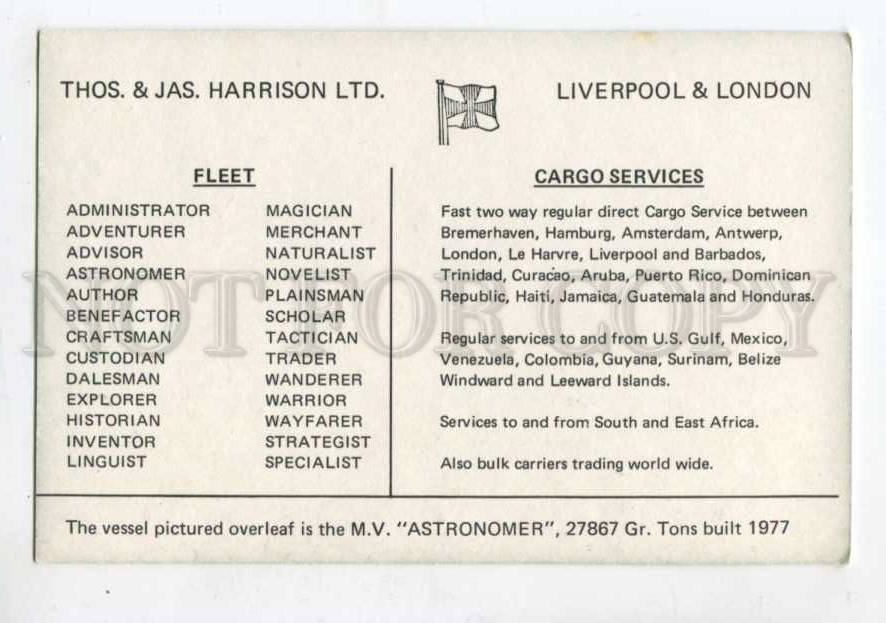 THOS. & JAS. HARRISON LTD.
LIVERPOOL & LONDON
FLEET
ADMINISTRATOR
ADVENTURER
ADVISOR
ASTRONOMER
AUTHOR
BENEFACTOR
CRAFTSMAN
CUSTODIAN
DALESMAN
EXPLORER
HISTORIAN
INVENTOR
LINGUIST
MAGICIAN
MERCHANT
NATURALIST
NOVELIST
PLAINSMAN
SCHOLAR
TACTICIAN
TRADER
WANDERER
WARRIOR
WAYFARER
STRATEGIST
SPECIALIST
CARGO SERVICES
Fast two way regular direct Cargo Service between
Bremerhaven, Hamburg, Amsterdam, Antwerp,
London, Le Harvre, Liverpool and Barbados,
Trinidad, Curacao, Aruba, Puerto Rico, Dominican
Republic, Haiti, Jamaica, Guatemala and Honduras.
Regular services to and from U.S. Gulf, Mexico,
Venezuela, Colombia, Guyana, Surinam, Belize
Windward and Leeward Islands.
Services to and from South and East Africa.
Also bulk carriers trading world wide.
The vessel pictured overleaf is the M.V. "ASTRONOMER", 27867 Gr. Tons built 1977
NOT FOR COPY